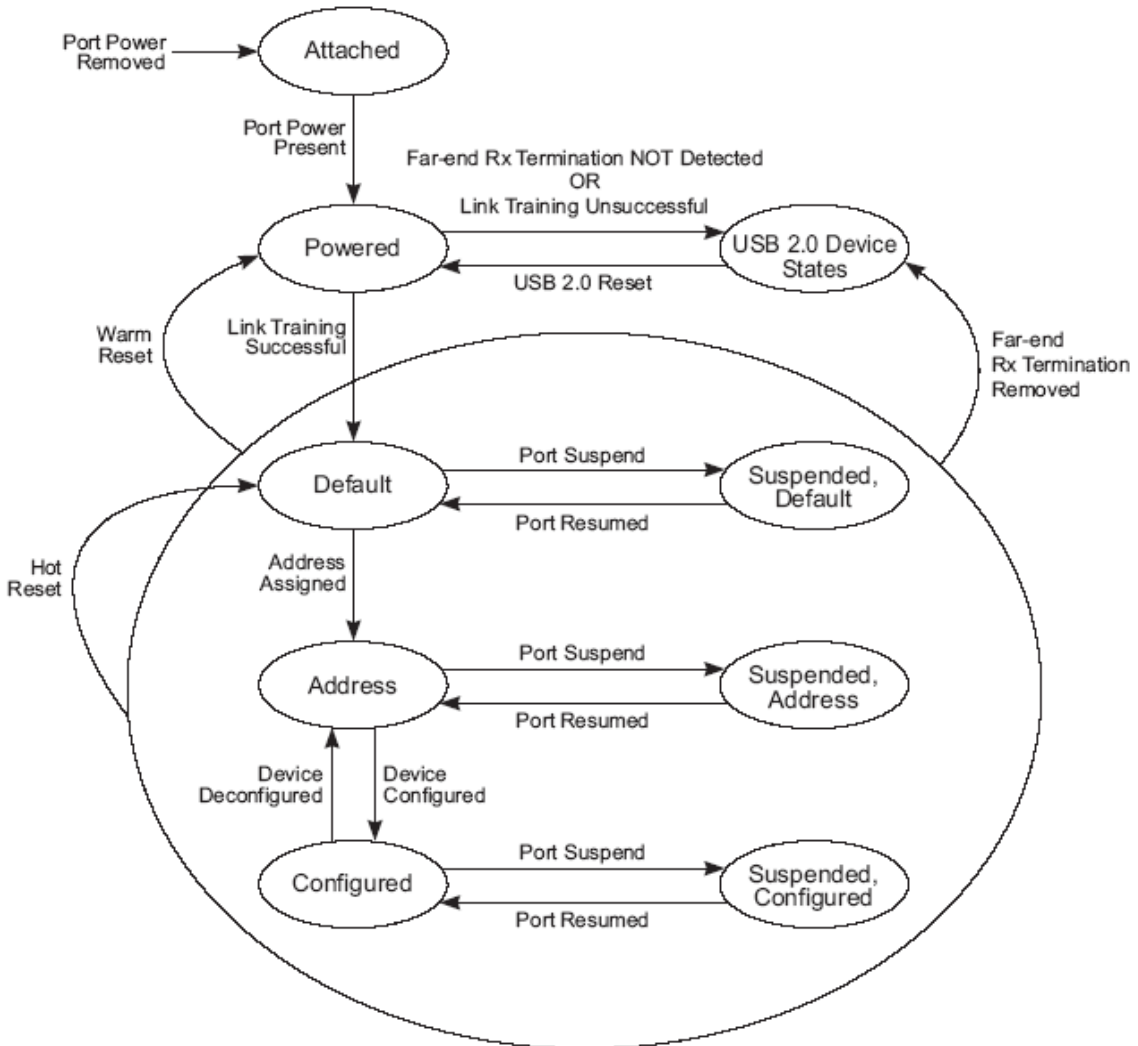 Attached
Port Power
Removed
Port Power
Present
Far-end Rx Termination NOT Detected
OR
Link Training Unsuccessful
Powered
USB 2.0 Device
States
USB 2.0 Reset
Warm
Reset
Link Training
Successful
Far-end
Rx Termination
Removed
Default
Port Suspend
Suspended,
Default
Port Resumed
Hot
Reset
Address
Assigned
Address
Port Suspend
Suspended,
Address
Port Resumed
Device
Deconfigured
Device
Configured
Configured
Port Suspend
Suspended,
Configured
Port Resumed